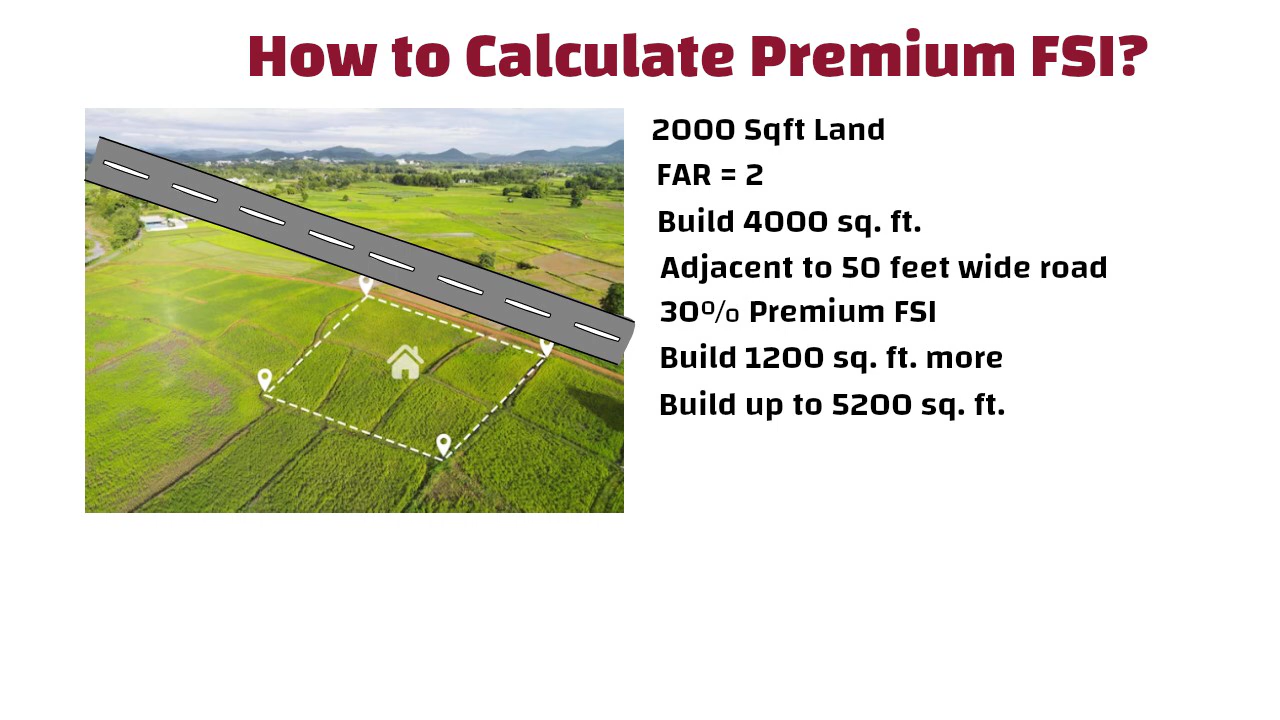 How to Calculate Premium FSI?
2000 Sqft Land
FAR = 2
Build 4000 sq. ft.
Adjacent to 50 feet wide road
30% Premium FSI
Build 1200 sq. ft. more
Build up to 5200 sq. ft.